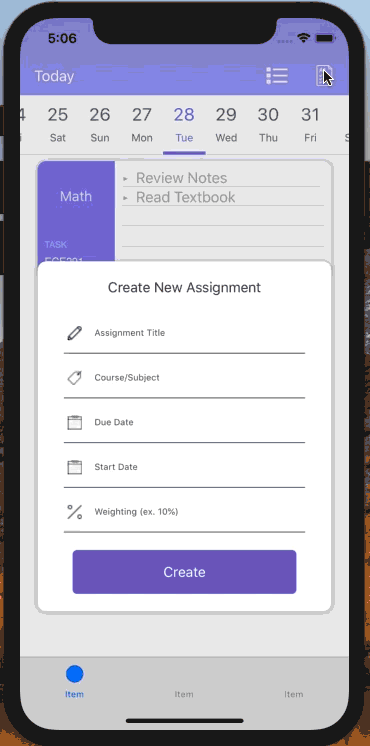 5:06
Today
25 26 27 28 29 30 31
Sat Sun Mon Tue Wed Thu Fri
Math
▸ Review Notes
▸ Read Textbook
TASK
Create New Assignment
Assignment Title
Course/Subject
Due Date
Start Date
Weighting (ex. 10%)
Create
Item Item Item